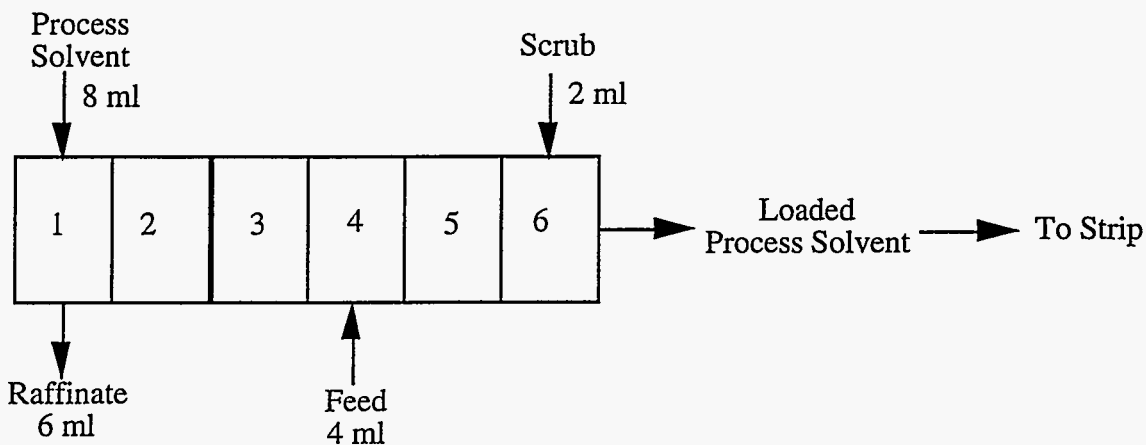 Process
Solvent
8 ml
Scrub
2 ml
1 2 3 4 5 6
Loaded
Process Solvent
To Strip
Raffinate
6 ml
Feed
4 ml